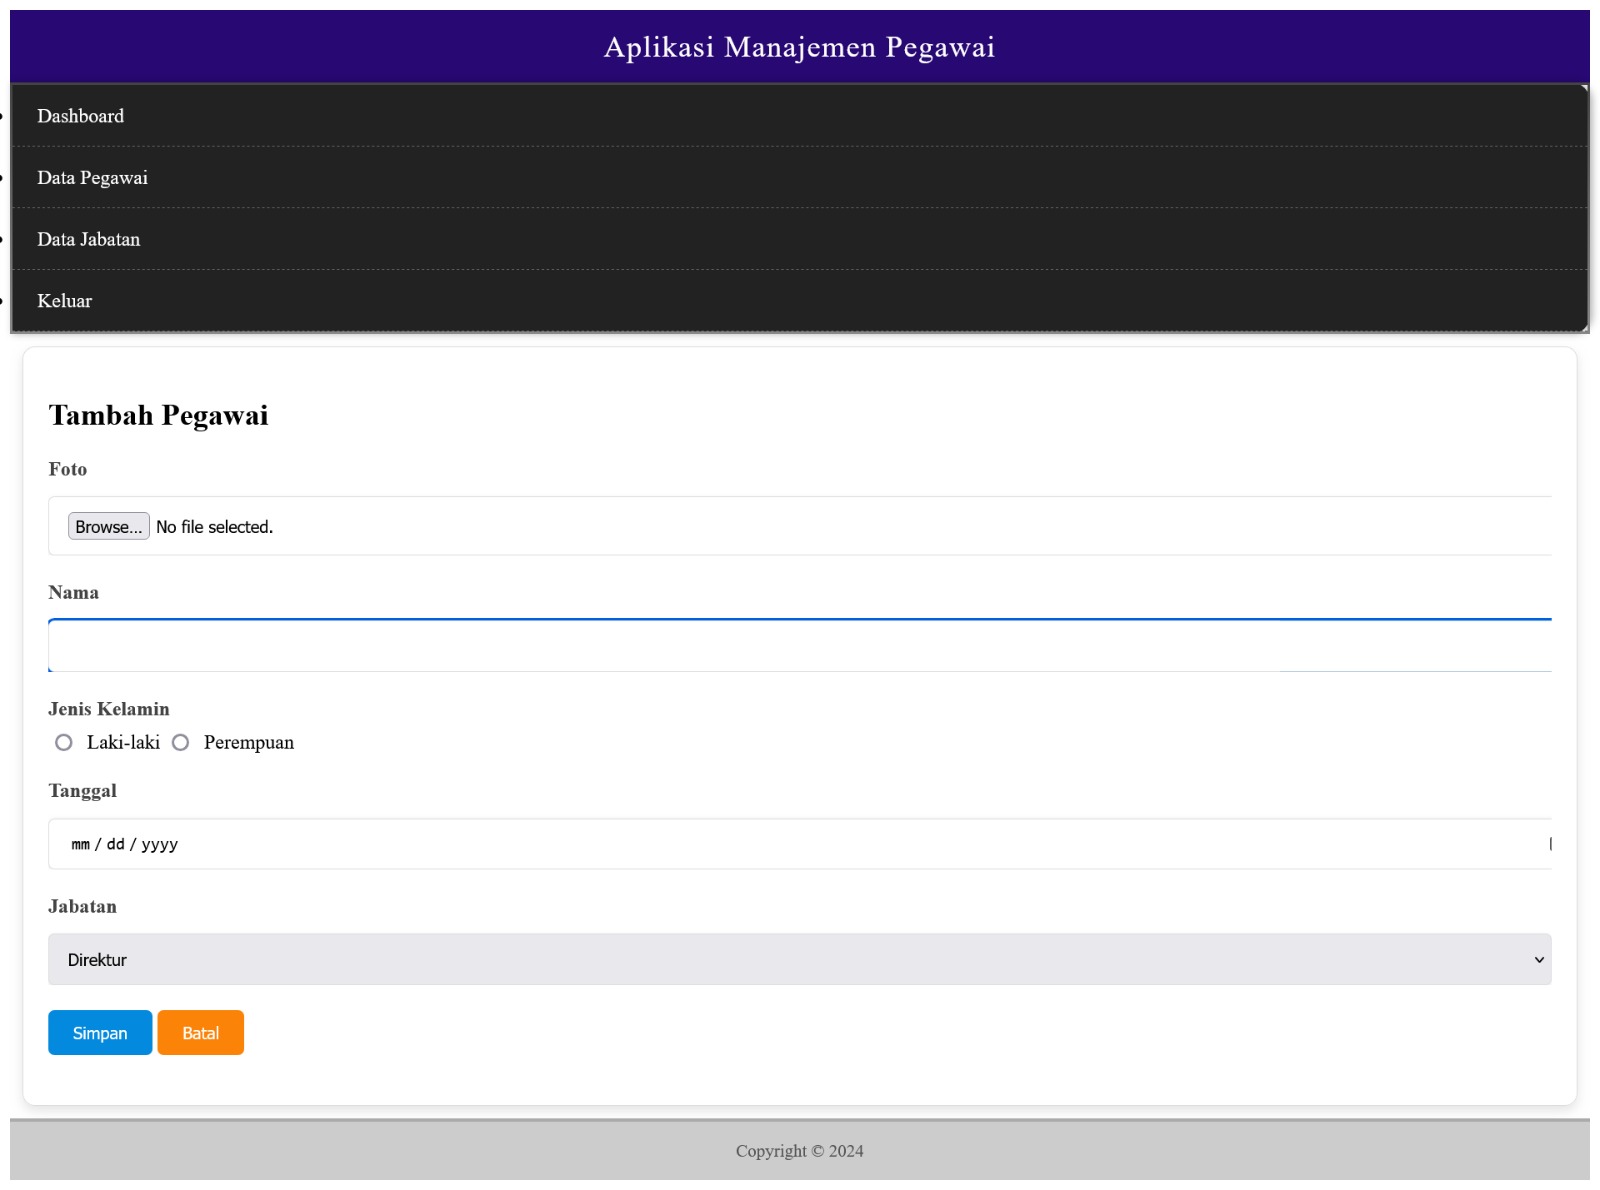 Aplikasi Manajemen Pegawai
Dashboard
Data Pegawai
Data Jabatan
Keluar
Tambah Pegawai
Foto
Browse... No file selected.
Nama
Jenis Kelamin
Laki-laki Perempuan
Tanggal
mm / dd / yyyy
Jabatan
Direktur
Simpan Batal
Copyright © 2024